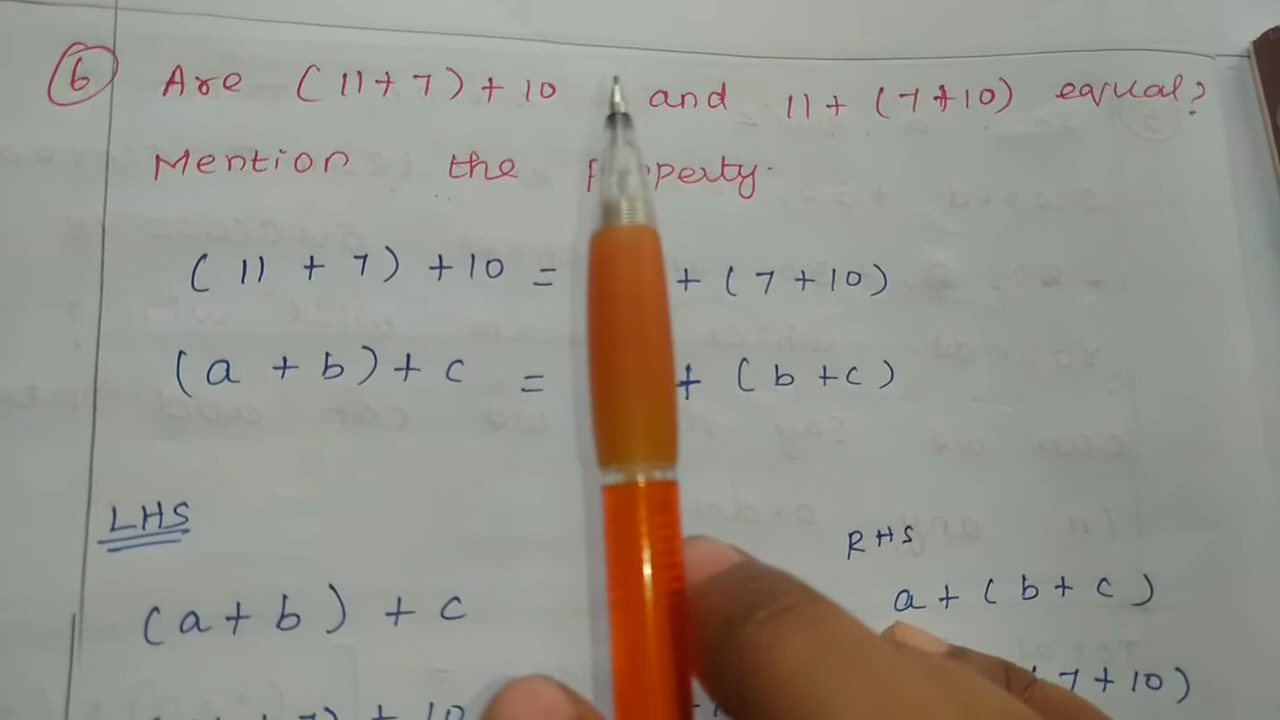 6 Are (11+7)+10 and 11+(7+10) equal?
Mention the
(11 + 7) +10 = + (7+10)
(a + b)+ c = + (b +c)
LHS
RHS
(a+b) + c
a+(b+c)
7+10)
10